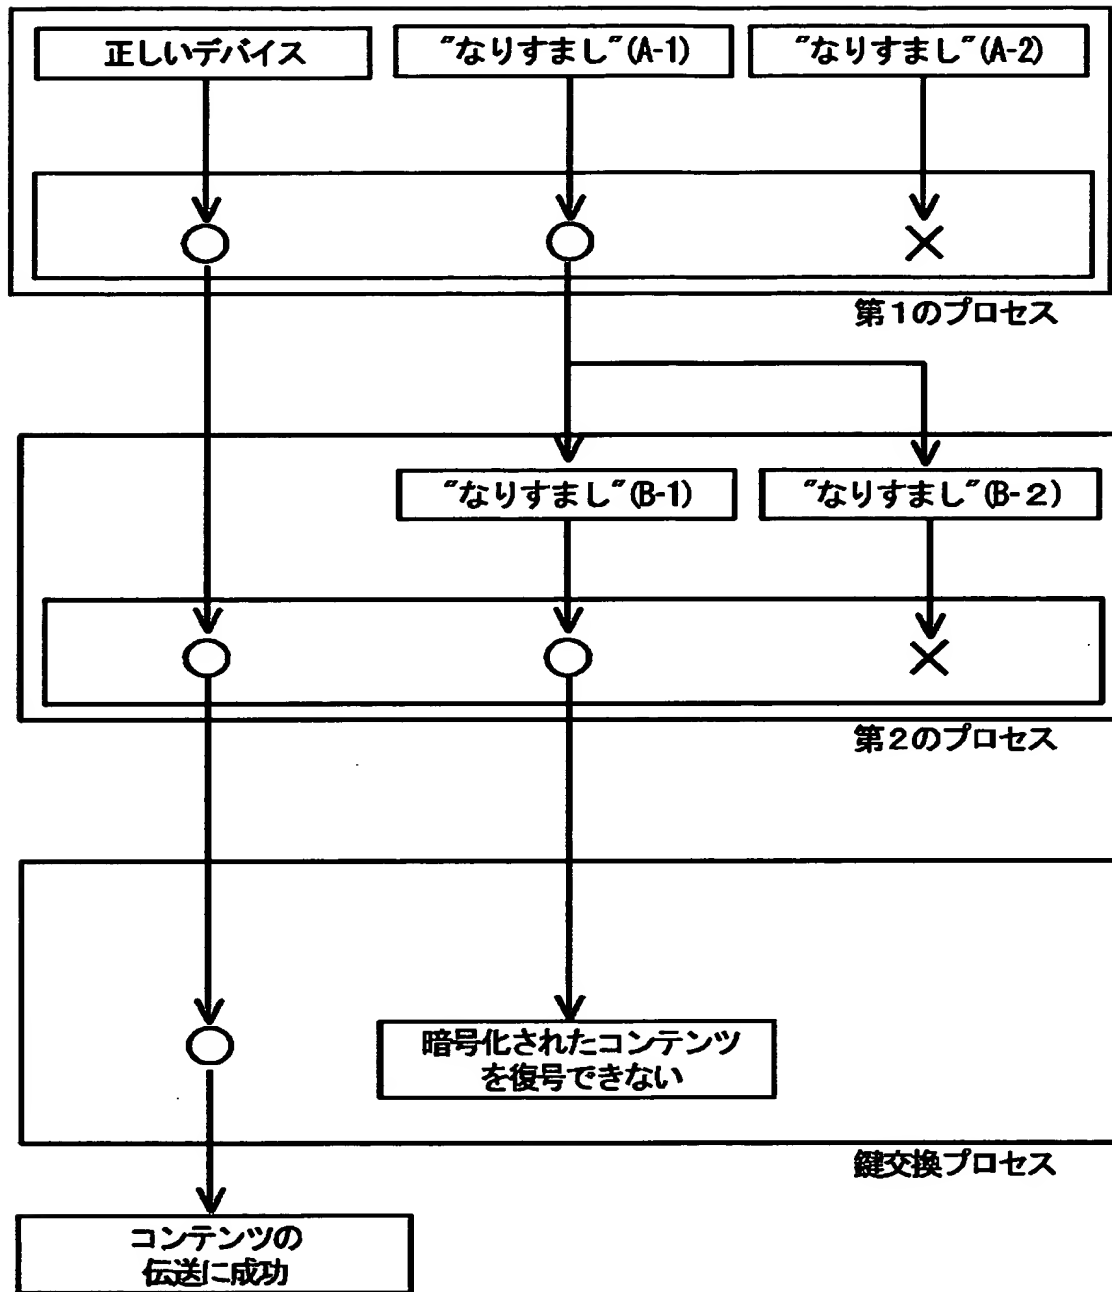 正しいデバイス
"なりすまし"(A-1)
"なりすまし"(A-2)
第1のプロセス
"なりすまし"(B-1)
"なりすまし"(B-2)
第2のプロセス
暗号化されたコンテンツ
を復号できない
鍵交換プロセス
コンテンツの
伝送に成功